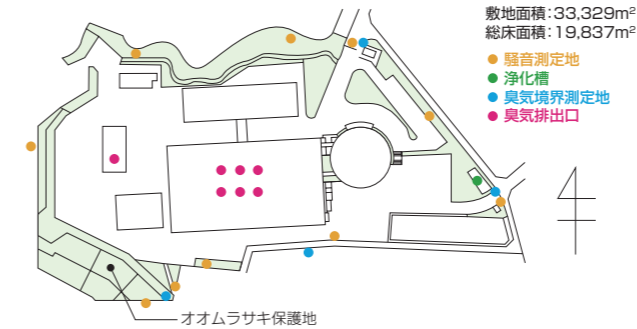 敷地面積:33,329m²
総床面積:19,837m²
騒音測定地
浄化槽
臭気境界測定地
臭気排出口
オオムラサキ保護地